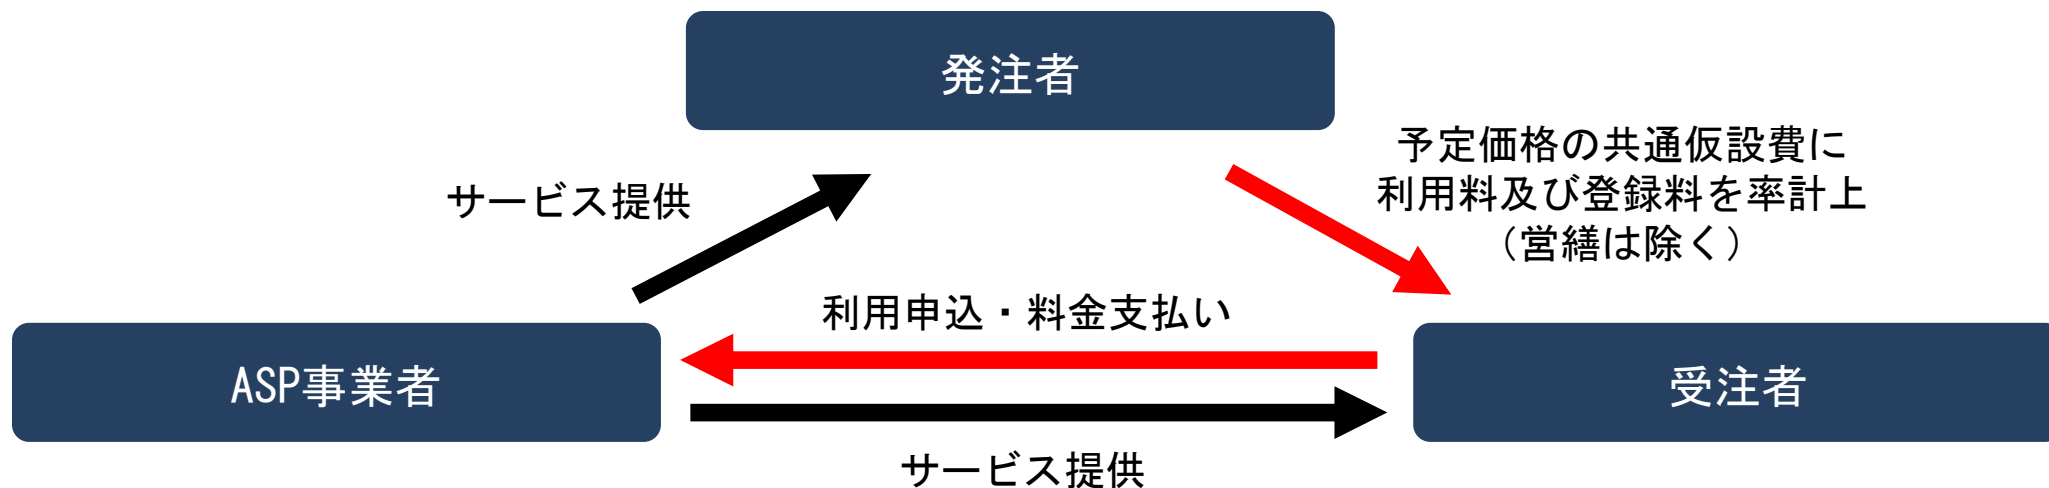 発注者
予定価格の共通仮設費に
利用料及び登録料を率計上
（営繕は除く）
サービス提供
利用申込・料金支払い
ASP事業者
受注者
サービス提供